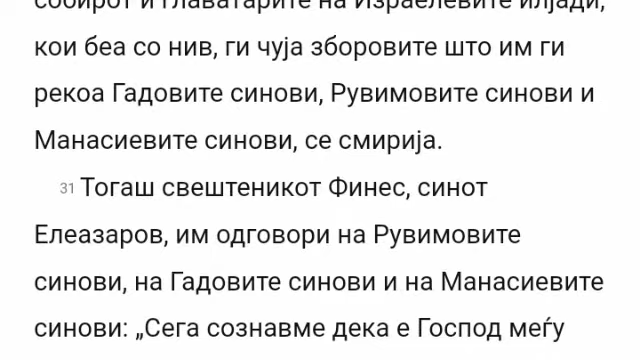 собирот и главатарите на Израелевите илјади,
кои беа со нив, ги чуја зборовите што им ги
рекоа Гадовите синови, Рувимовите синови и
Манасиевите синови, се смирија.
31 Тогаш свештеникот Финес, синот
Елеазаров, им одговори на Рувимовите
синови, на Гадовите синови и на Манасиевите
синови: „Сега сознавме дека е Господ меѓу